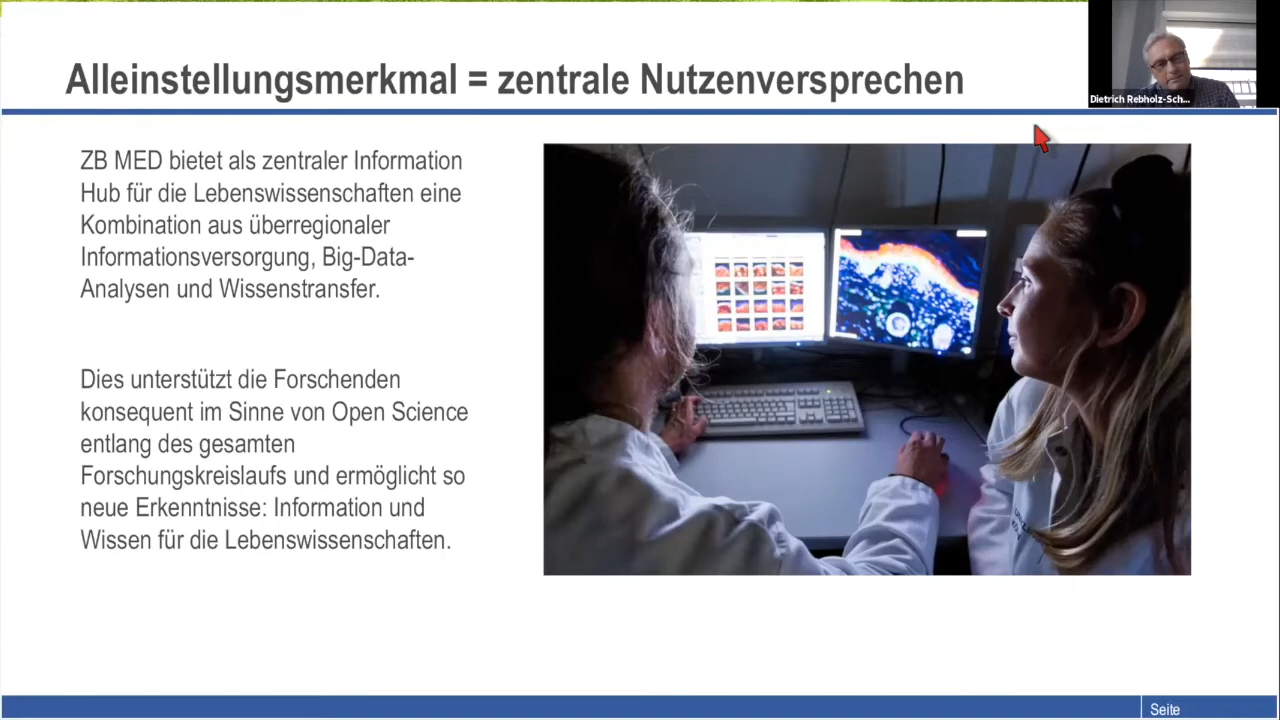 Alleinstellungsmerkmal = zentrale Nutzenversprechen
Dietrich Rebholz-Sch...
ZB MED bietet als zentraler Information
Hub für die Lebenswissenschaften eine
Kombination aus überregionaler
Informationsversorgung, Big-Data-
Analysen und Wissenstransfer.
Dies unterstützt die Forschenden
konsequent im Sinne von Open Science
entlang des gesamten
Forschungskreislaufs und ermöglicht so
neue Erkenntnisse: Information und
Wissen für die Lebenswissenschaften.
Seite